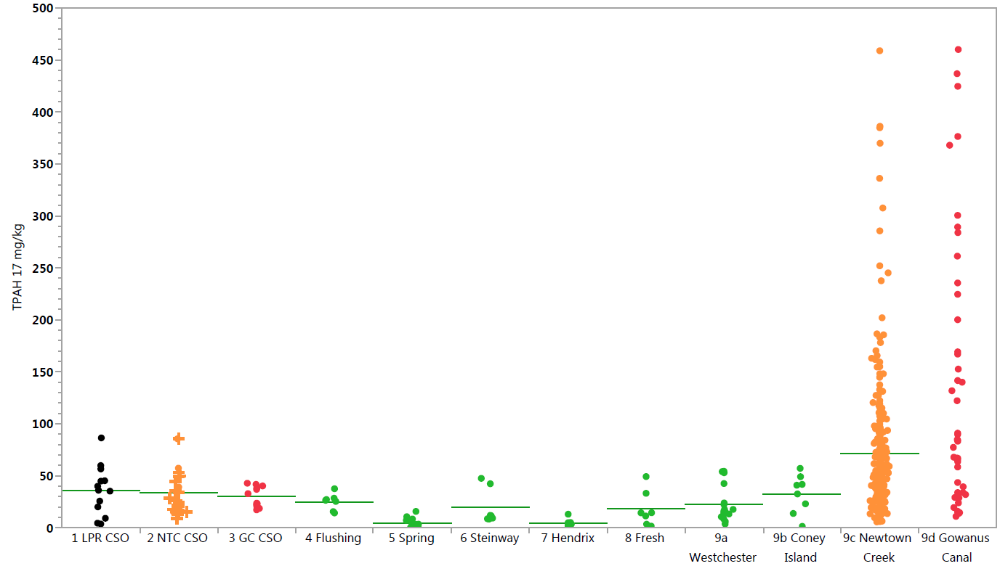 500
450
400
350
300
250
200
150
100
50
0
TPAH 17 mg/kg
1 LPR CSO
2 NTC CSO
3 GC CSO
4 Flushing
5 Spring
6 Steinway
7 Hendrix
8 Fresh
9a
Westchester
9b Coney
Island
9c Newtown
Creek
9d Gowanus
Canal